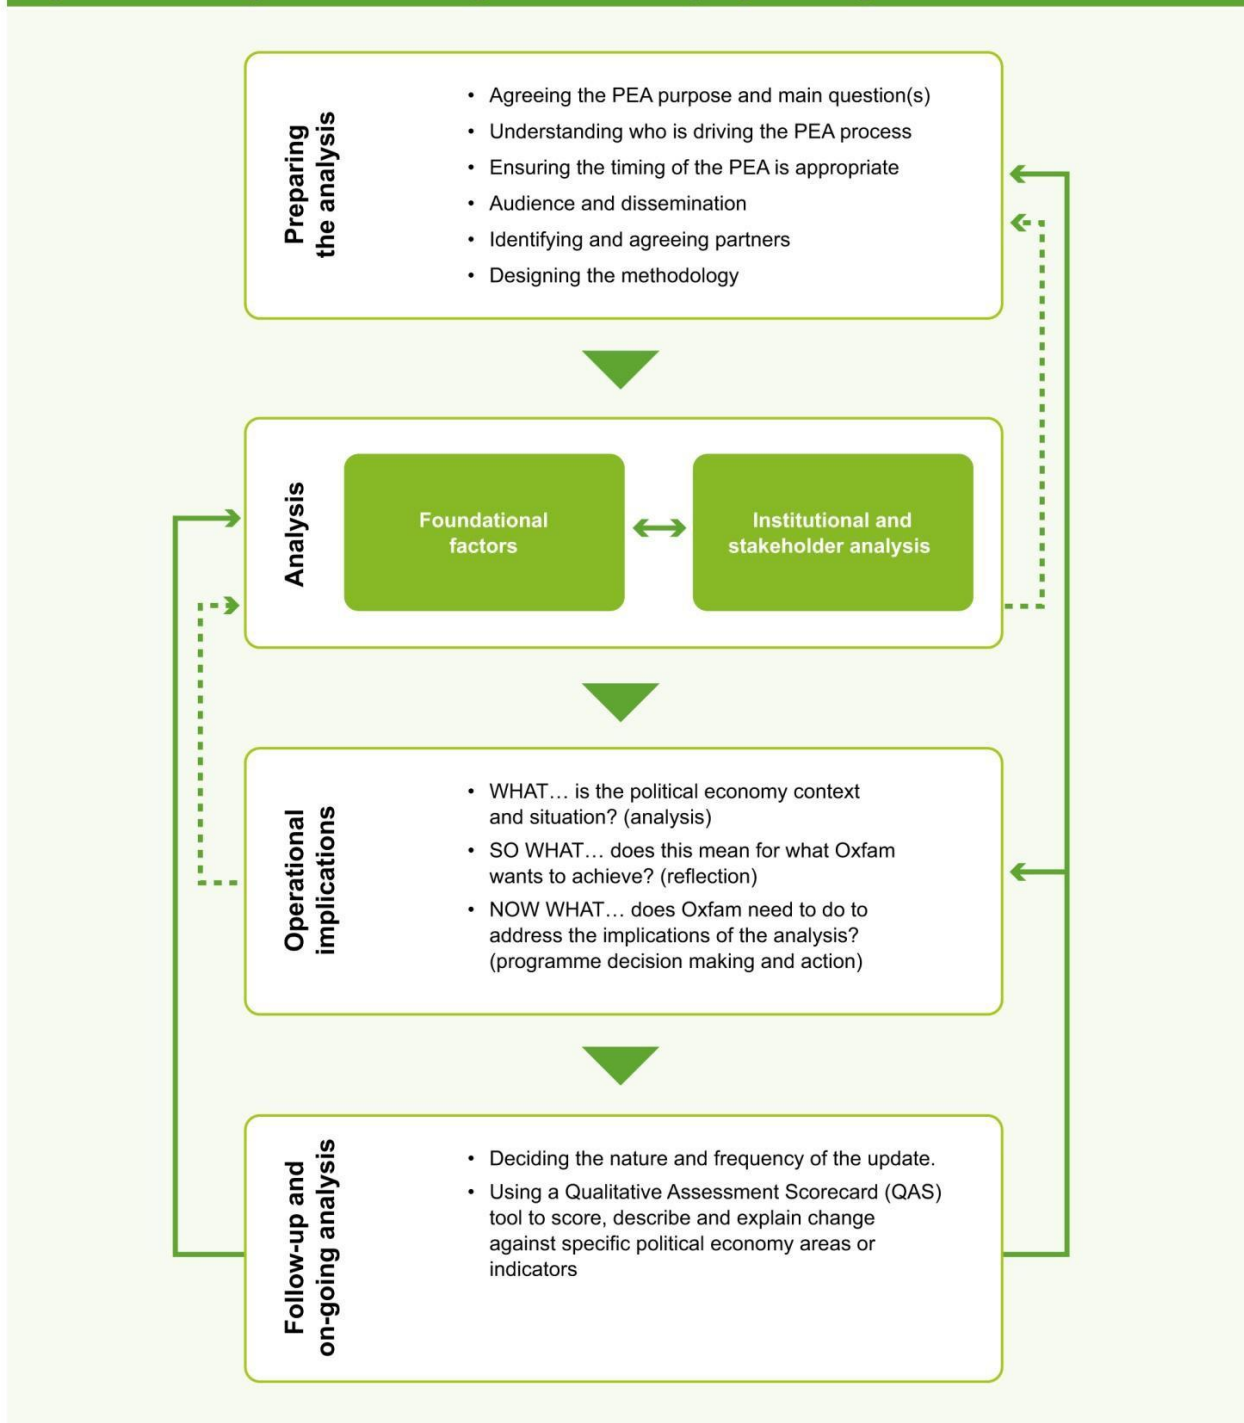 Preparing
the analysis
• Agreeing the PEA purpose and main question(s)
• Understanding who is driving the PEA process
• Ensuring the timing of the PEA is appropriate
• Audience and dissemination
• Identifying and agreeing partners
• Designing the methodology
Analysis
Foundational
factors
Institutional and
stakeholder analysis
Operational
implications
• WHAT… is the political economy context
and situation? (analysis)
• SO WHAT… does this mean for what Oxfam
wants to achieve? (reflection)
• NOW WHAT… does Oxfam need to do to
address the implications of the analysis?
(programme decision making and action)
Follow-up and
on-going analysis
• Deciding the nature and frequency of the update.
• Using a Qualitative Assessment Scorecard (QAS)
tool to score, describe and explain change
against specific political economy areas or
indicators